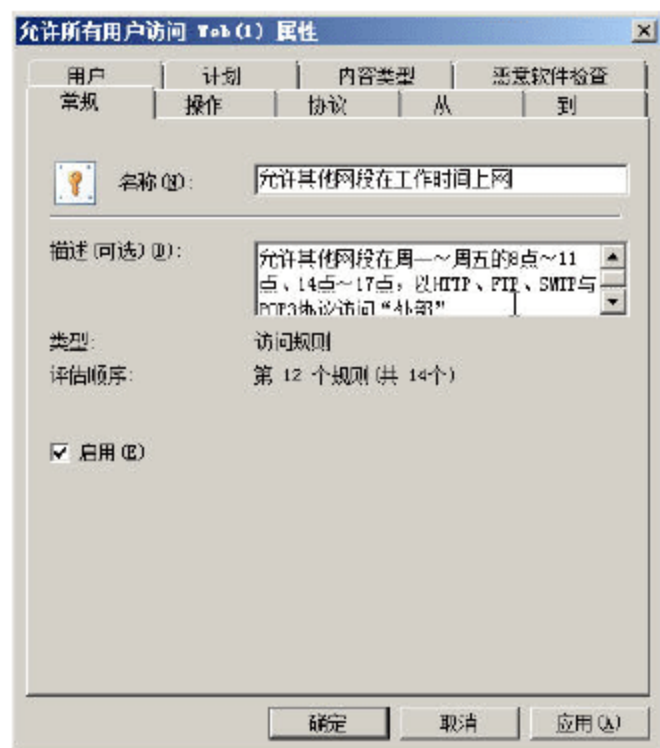 允许所有用户访问 Web(1) 属性
用户 计划 内容类型 恶意软件检查
常规 操作 协议 从 到
名称(N): 允许其他网段在工作时间上网
描述(可选)(D): 允许其他网段在周一～周五的8点～11
点、14点～17点，以HTTP、FTP、SMTP与
POP3协议访问“外部”
类型: 访问规则
评估顺序: 第 12 个规则(共 14个)
启用(E)
确定 取消 应用(A)